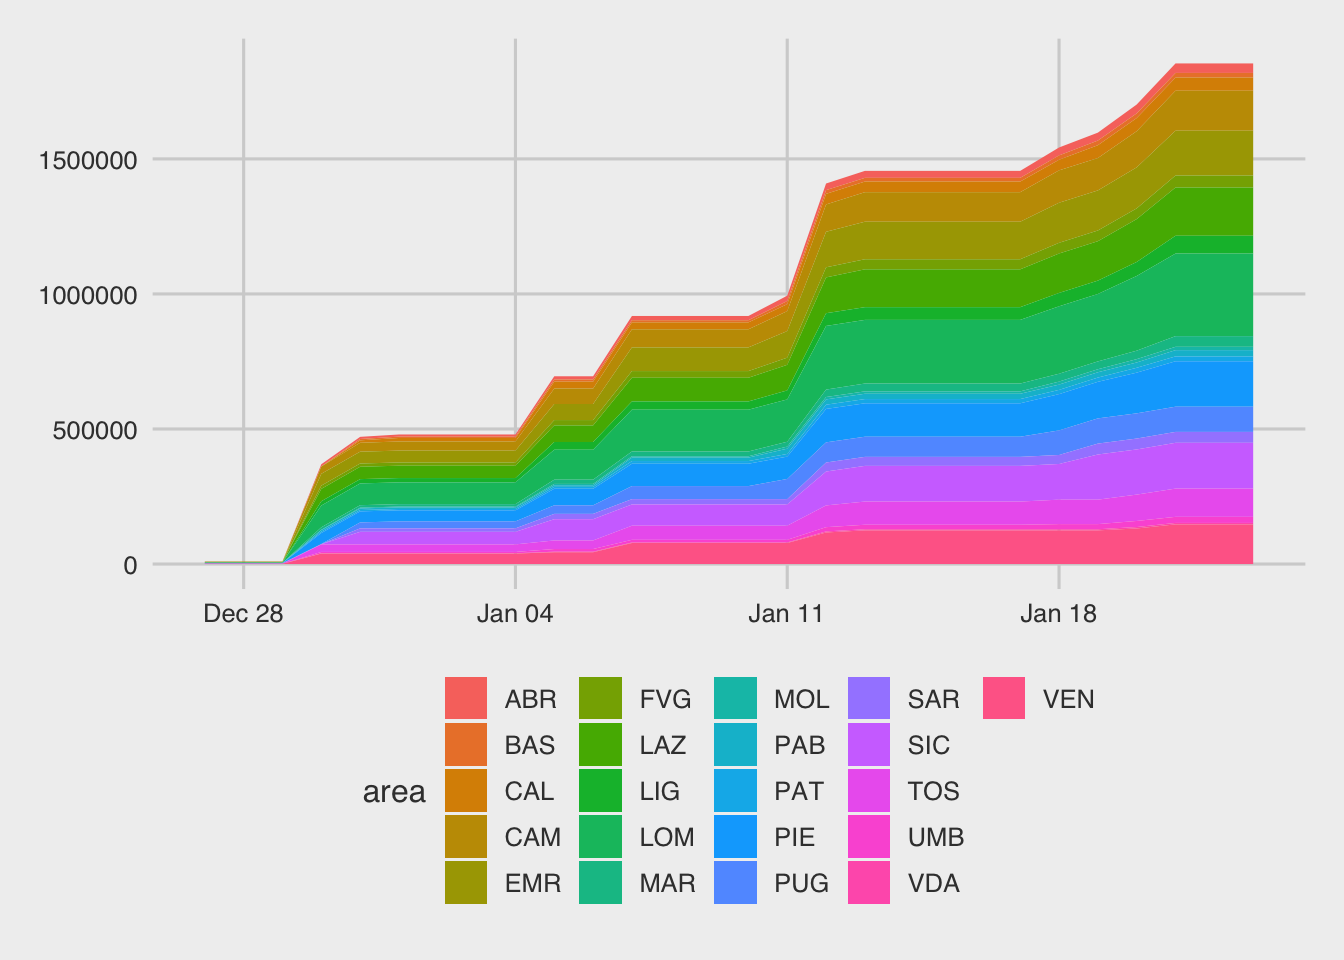 1500000
1000000
500000
0
Dec 28 Jan 04 Jan 11 Jan 18
area
ABR FVG MOL SAR VEN
BAS LAZ PAB SIC
CAL LIG PAT TOS
CAM LOM PIE UMB
EMR MAR PUG VDA